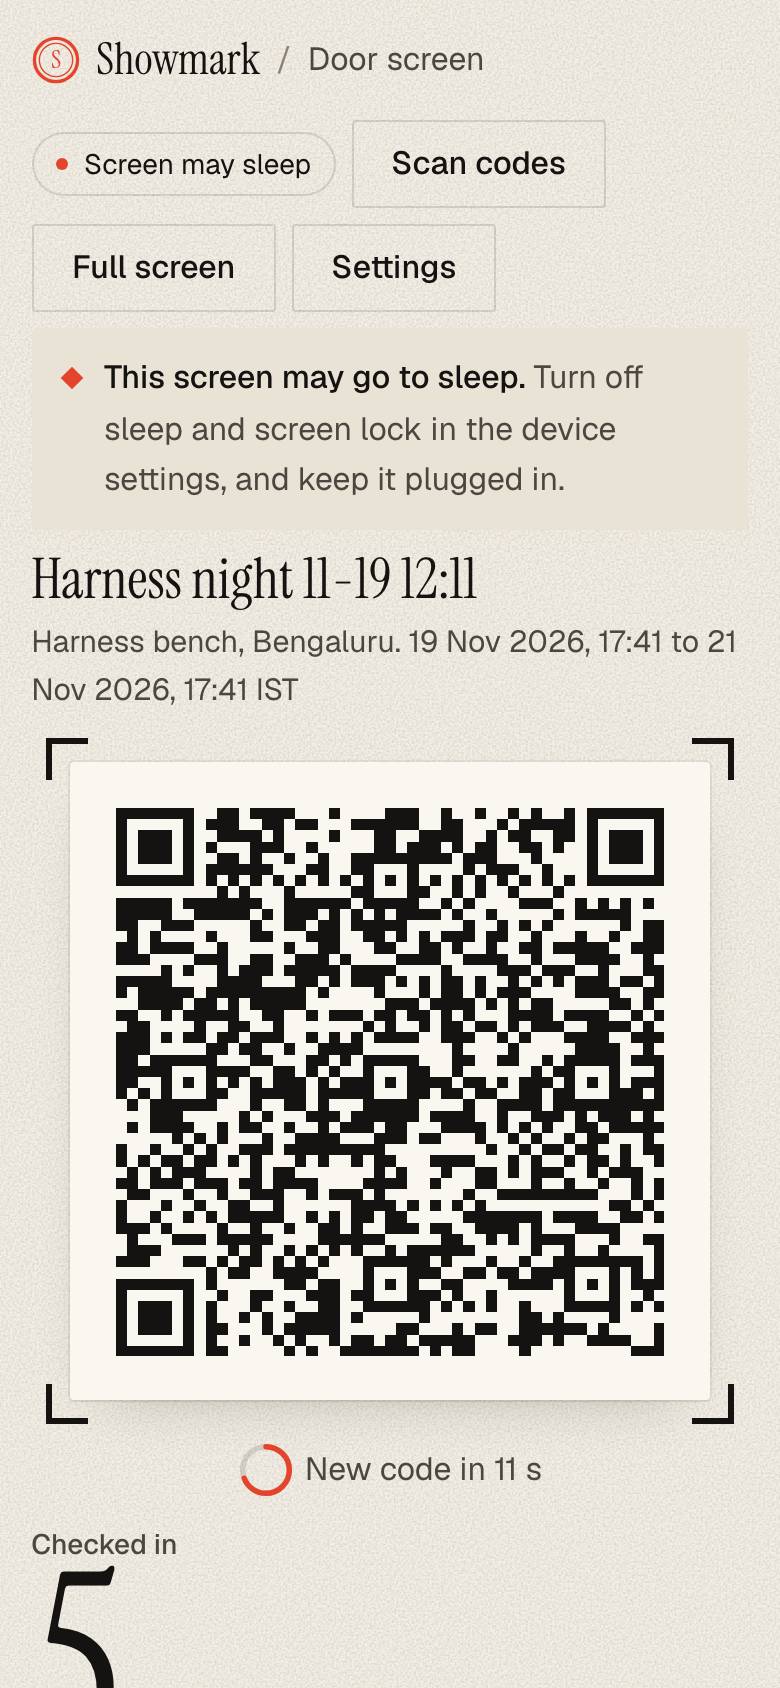 S Showmark / Door screen
Screen may sleep
Scan codes
Full screen
Settings
This screen may go to sleep. Turn off
sleep and screen lock in the device
settings, and keep it plugged in.
Harness night 11-19 12:11
Harness bench, Bengaluru. 19 Nov 2026, 17:41 to 21
Nov 2026, 17:41 IST
New code in 11 s
Checked in
5